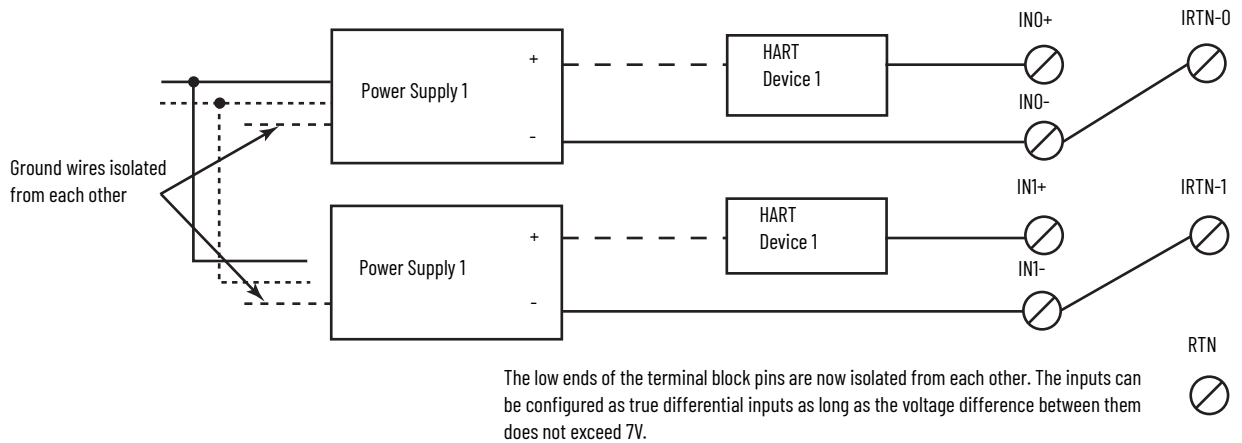 IN0+
IRTN-0
+
HART
Device 1
Power Supply 1
IN0-
-
Ground wires isolated
from each other
IN1+
IRTN-1
+
HART
Device 1
Power Supply 1
IN1-
-
RTN
The low ends of the terminal block pins are now isolated from each other. The inputs can
be configured as true differential inputs as long as the voltage difference between them
does not exceed 7V.